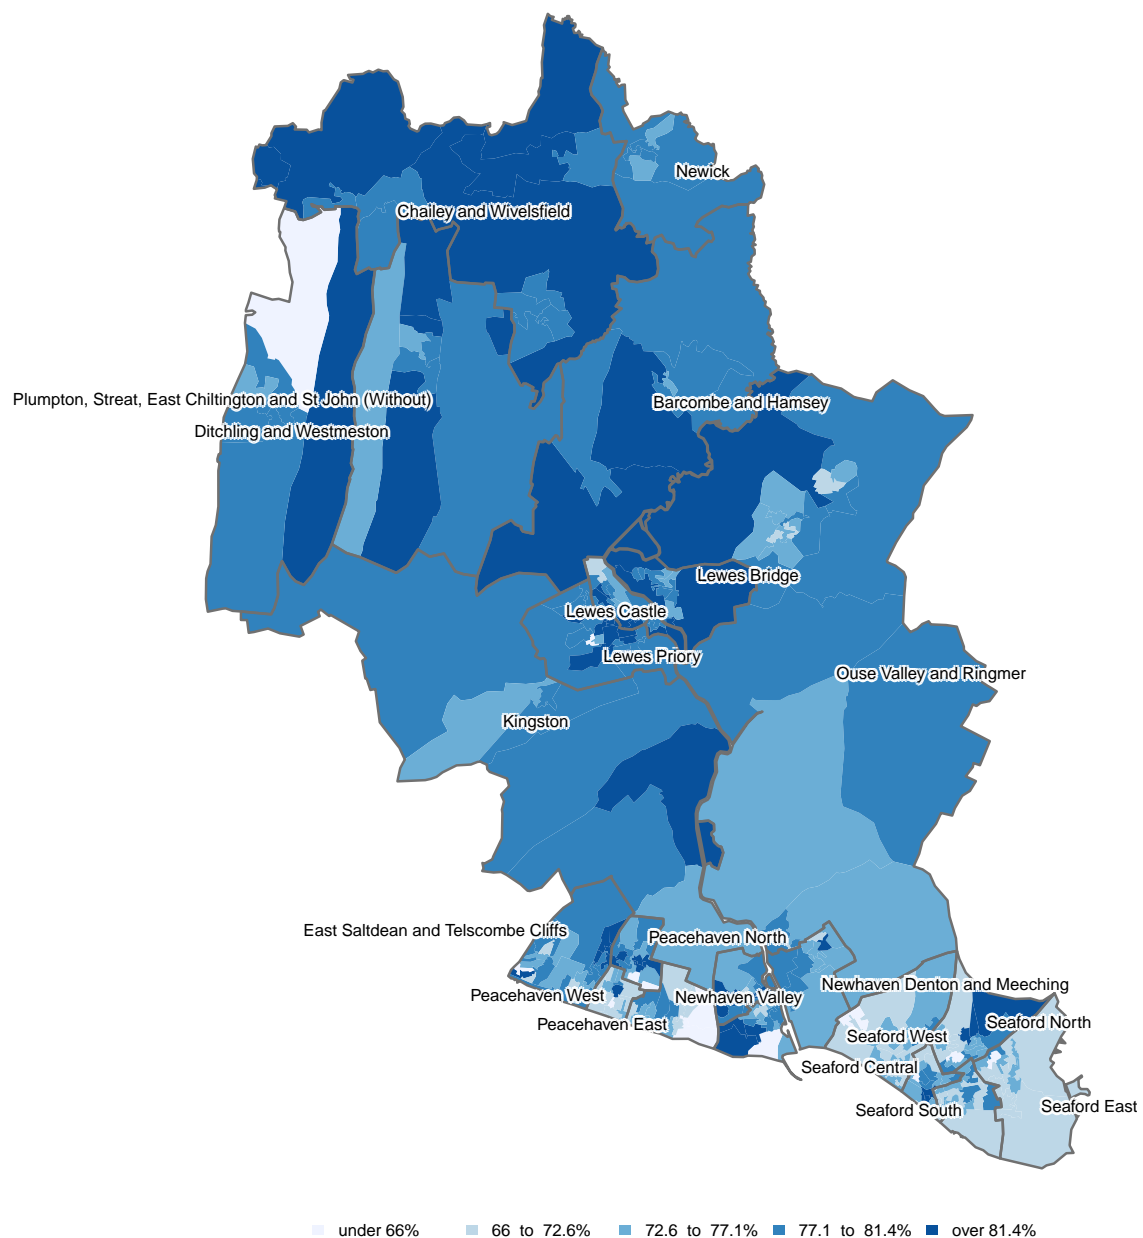 Newick
Chailey and Wivelsfield
Plumpton, Streat, East Chiltington and St John (Without)
Barcombe and Hamsey
Ditchling and Westmeston
Lewes Bridge
Lewes Castle
Lewes Priory
Ouse Valley and Ringmer
Kingston
East Saltdean and Telscombe Cliffs
Peacehaven North
Newhaven Denton and Meeching
Peacehaven West
Newhaven Valley
Peacehaven East
Seaford North
Seaford West
Seaford Central
Seaford South
Seaford East
under 66%
66 to 72.6%
72.6 to 77.1%
77.1 to 81.4%
over 81.4%